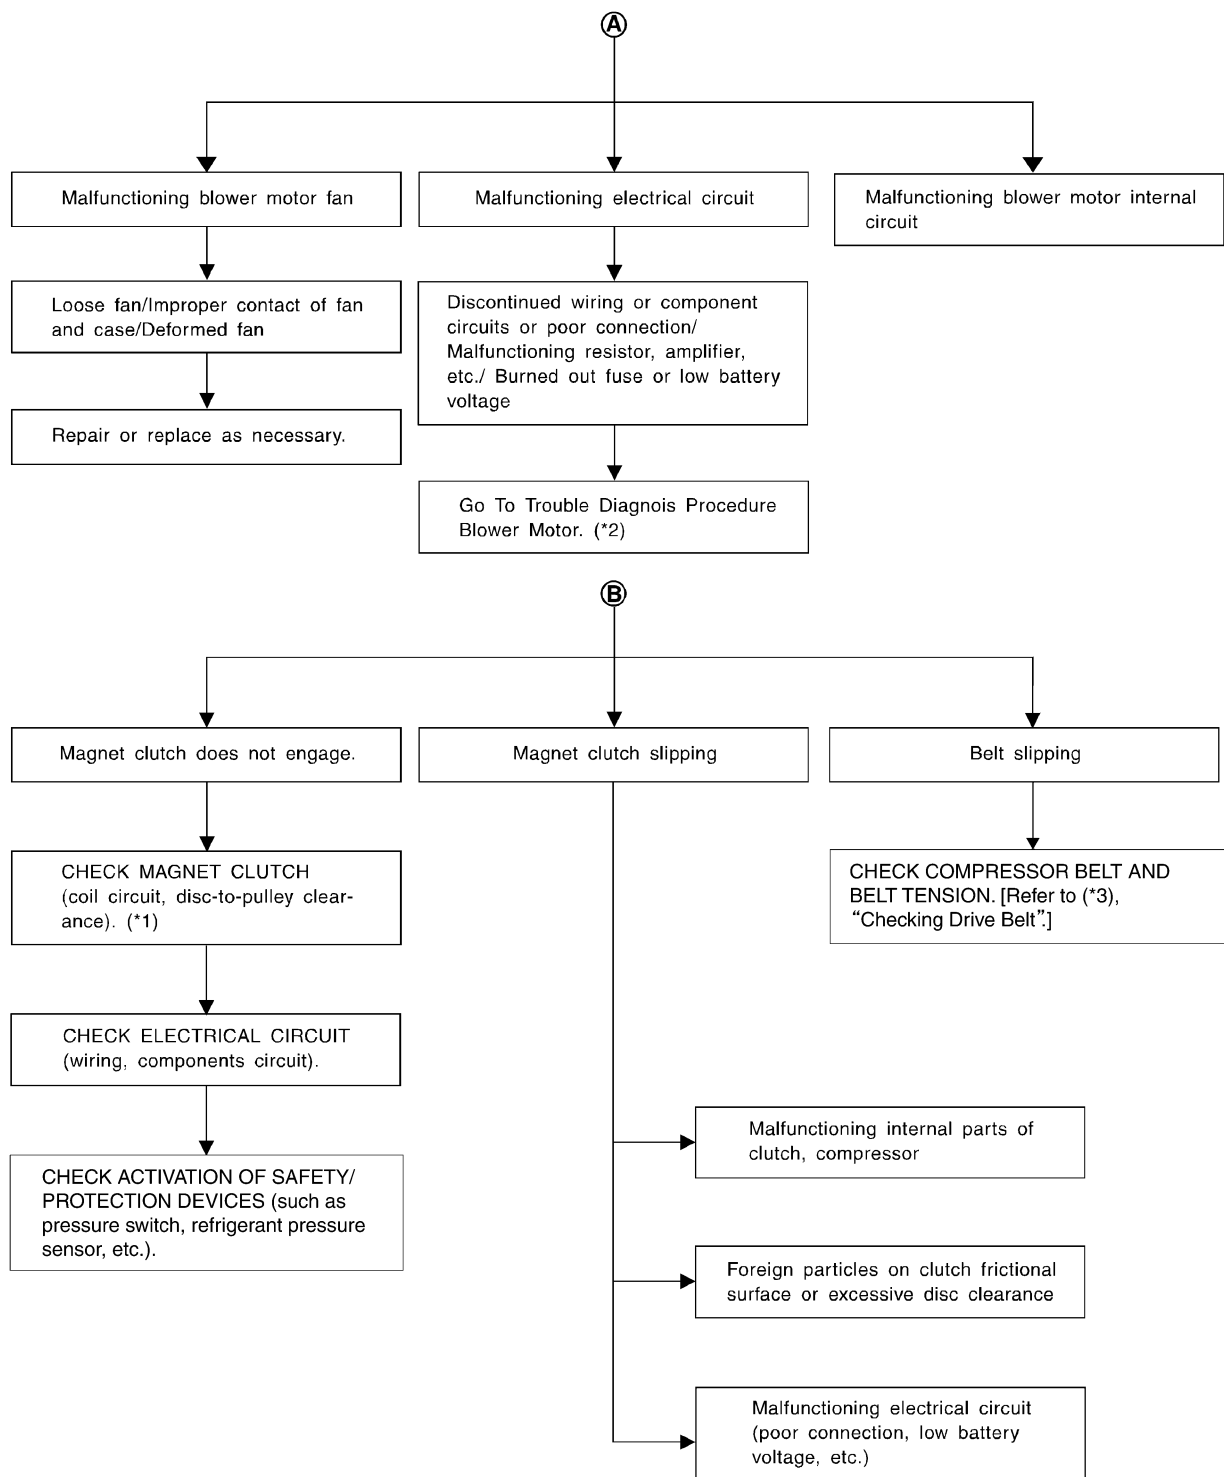 A
Malfunctioning blower motor fan
Malfunctioning electrical circuit
Malfunctioning blower motor internal
circuit
Loose fan/Improper contact of fan
and case/Deformed fan
Discontinued wiring or component
circuits or poor connection/
Malfunctioning resistor, amplifier,
etc./ Burned out fuse or low battery
voltage
Repair or replace as necessary.
Go To Trouble Diagnois Procedure
Blower Motor. (*2)
B
Magnet clutch does not engage.
Magnet clutch slipping
Belt slipping
CHECK MAGNET CLUTCH
(coil circuit, disc-to-pulley clear-
ance). (*1)
CHECK COMPRESSOR BELT AND
BELT TENSION. [Refer to (*3),
“Checking Drive Belt”.]
CHECK ELECTRICAL CIRCUIT
(wiring, components circuit).
CHECK ACTIVATION OF SAFETY/
PROTECTION DEVICES (such as
pressure switch, refrigerant pressure
sensor, etc.).
Malfunctioning internal parts of
clutch, compressor
Foreign particles on clutch frictional
surface or excessive disc clearance
Malfunctioning electrical circuit
(poor connection, low battery
voltage, etc.)